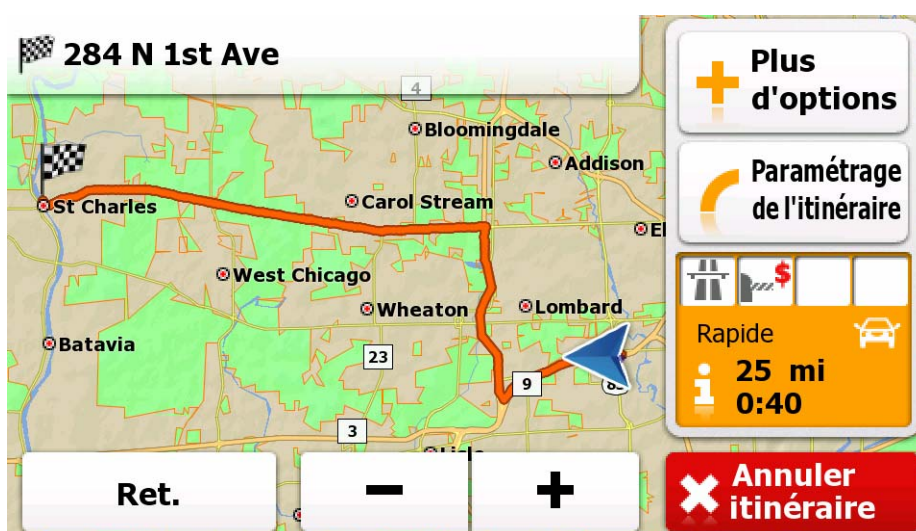 284 N 1st Ave
Plus
d'options
4
Bloomingdale
Addison
Paramétrage
de l'itinéraire
St Charles
Carol Stream
West Chicago
$
Wheaton
Lombard
Rapide
Batavia
23
9
25 mi
0:40
3
Ret.
−
+
Annuler
itinéraire